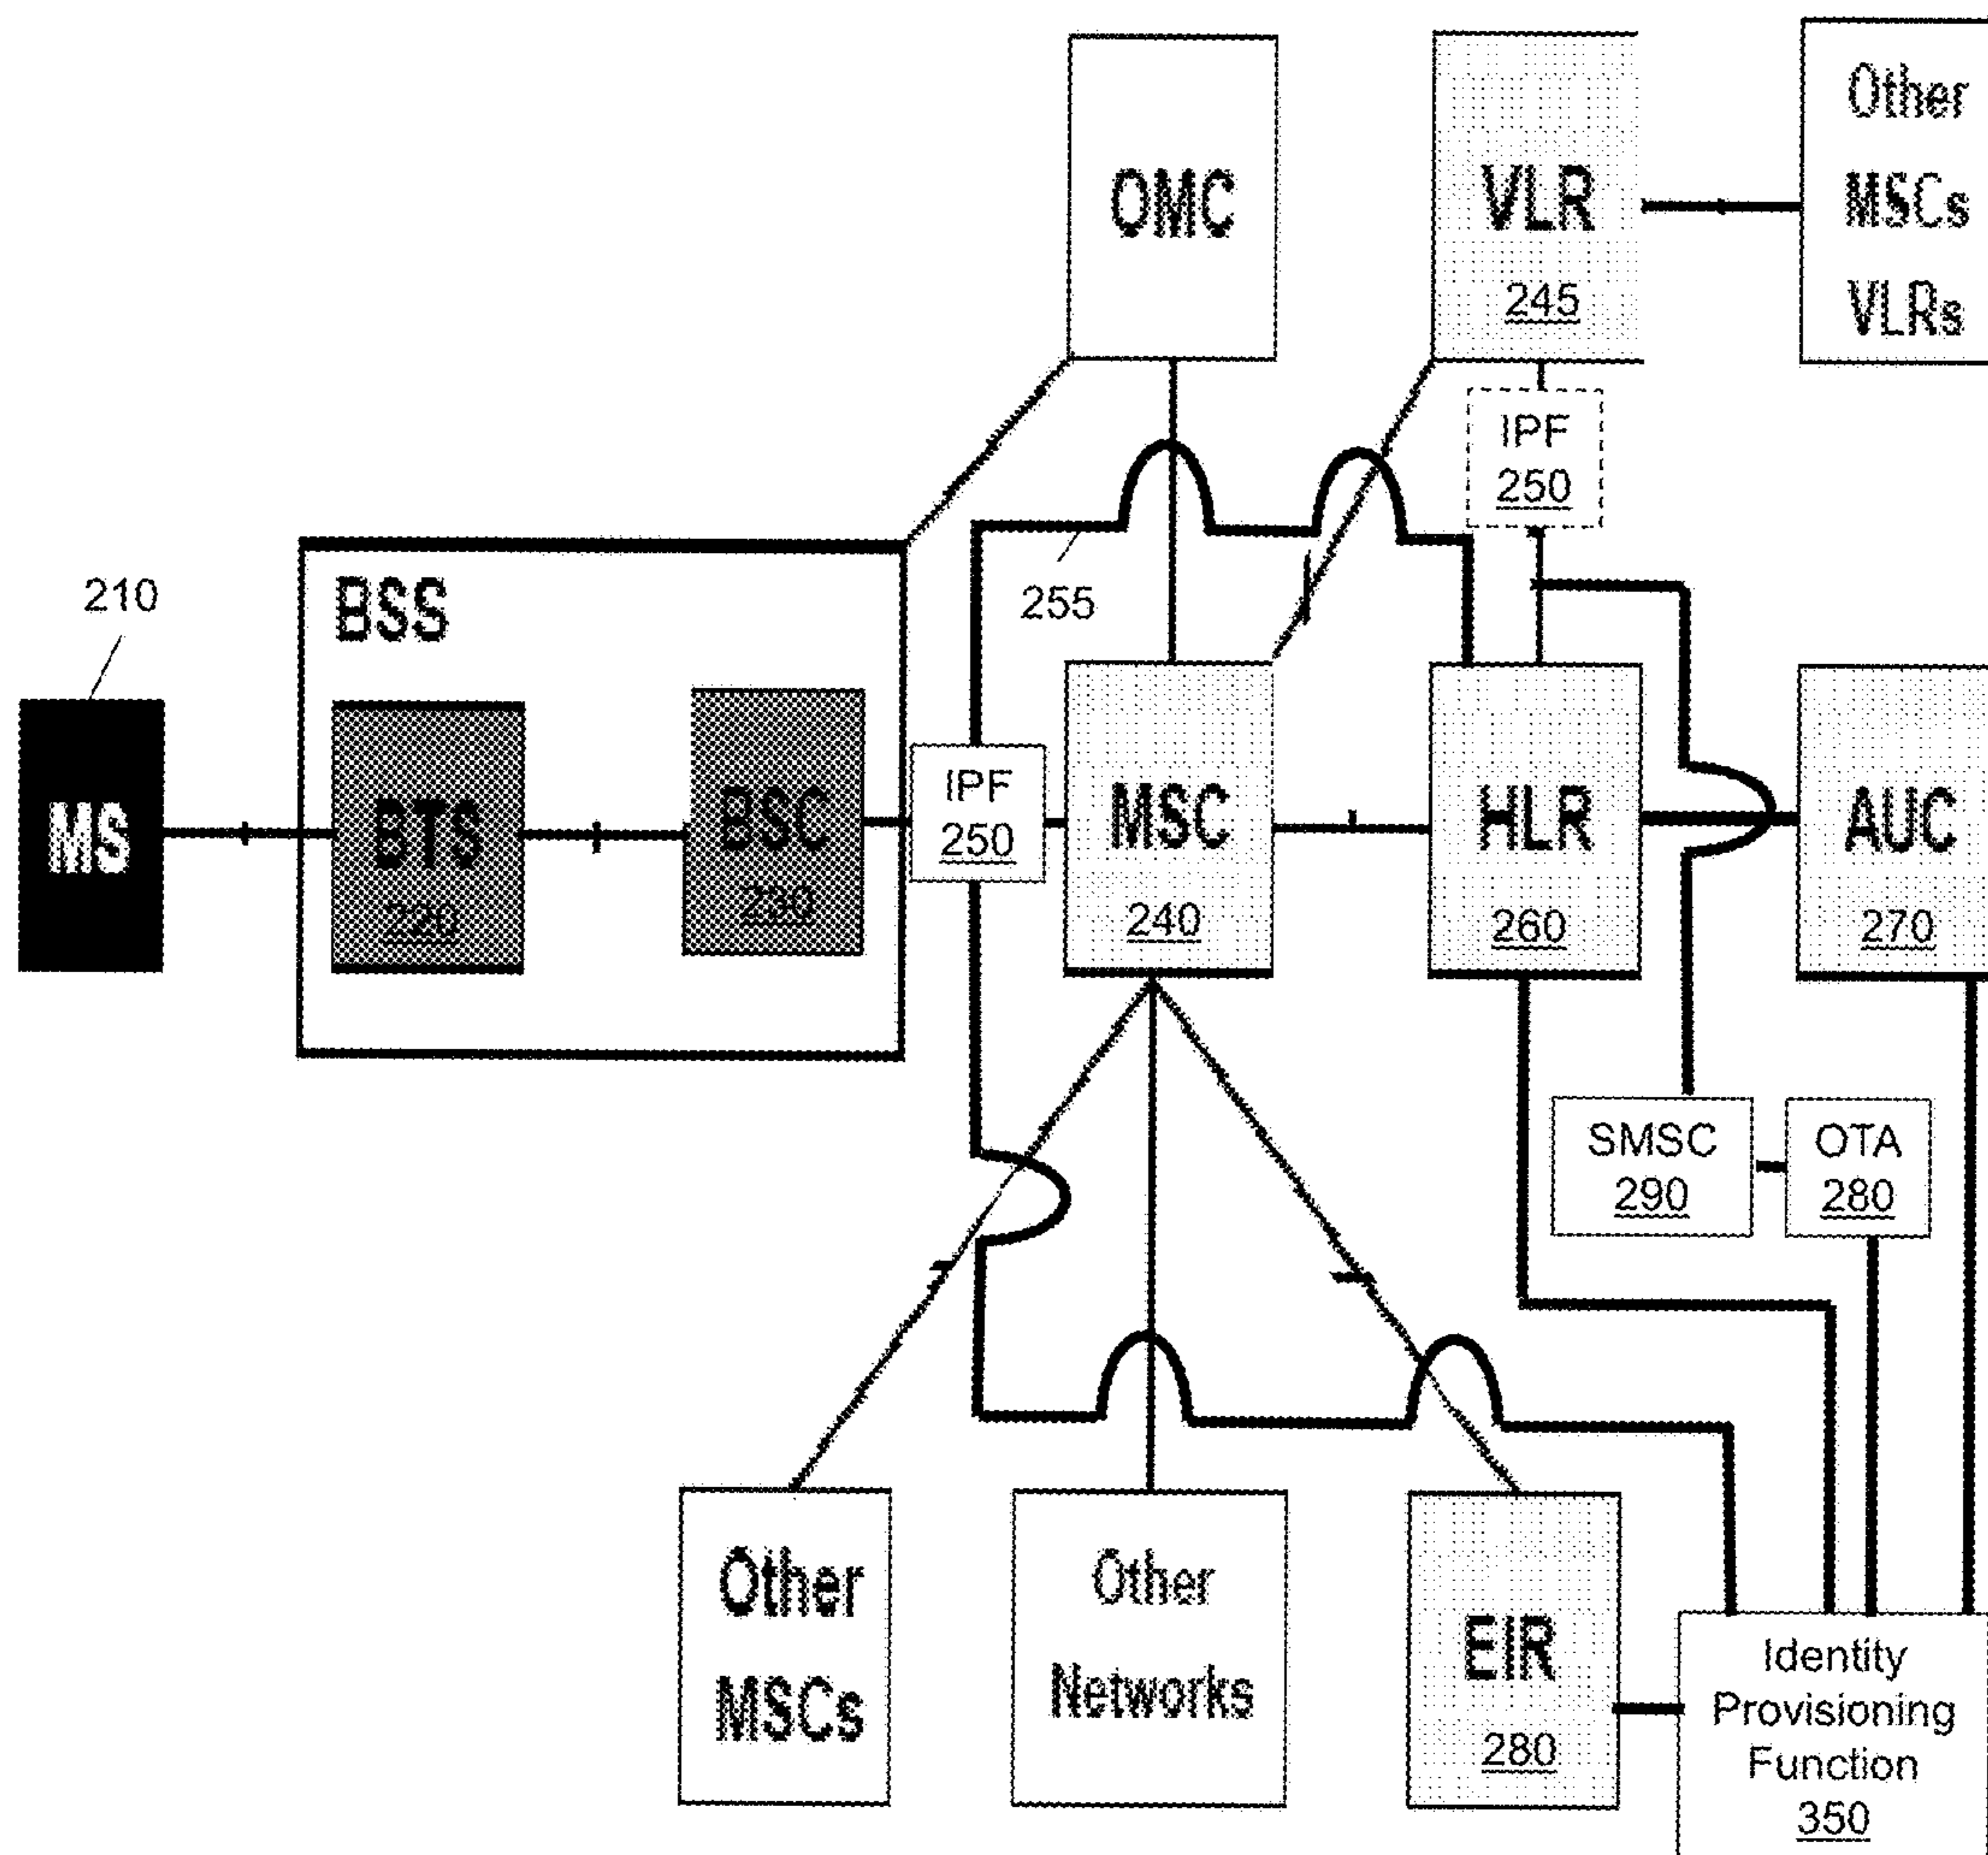 OMC
VLR
245
Other
MSCs
VLRs
IPF
250
255
210
BSS
MS
BTS
220
BSC
230
IPF
250
MSC
240
HLR
260
AUC
270
SMSC
290
OTA
280
Other
MSCs
Other
Networks
EIR
280
Identity
Provisioning
Function
350